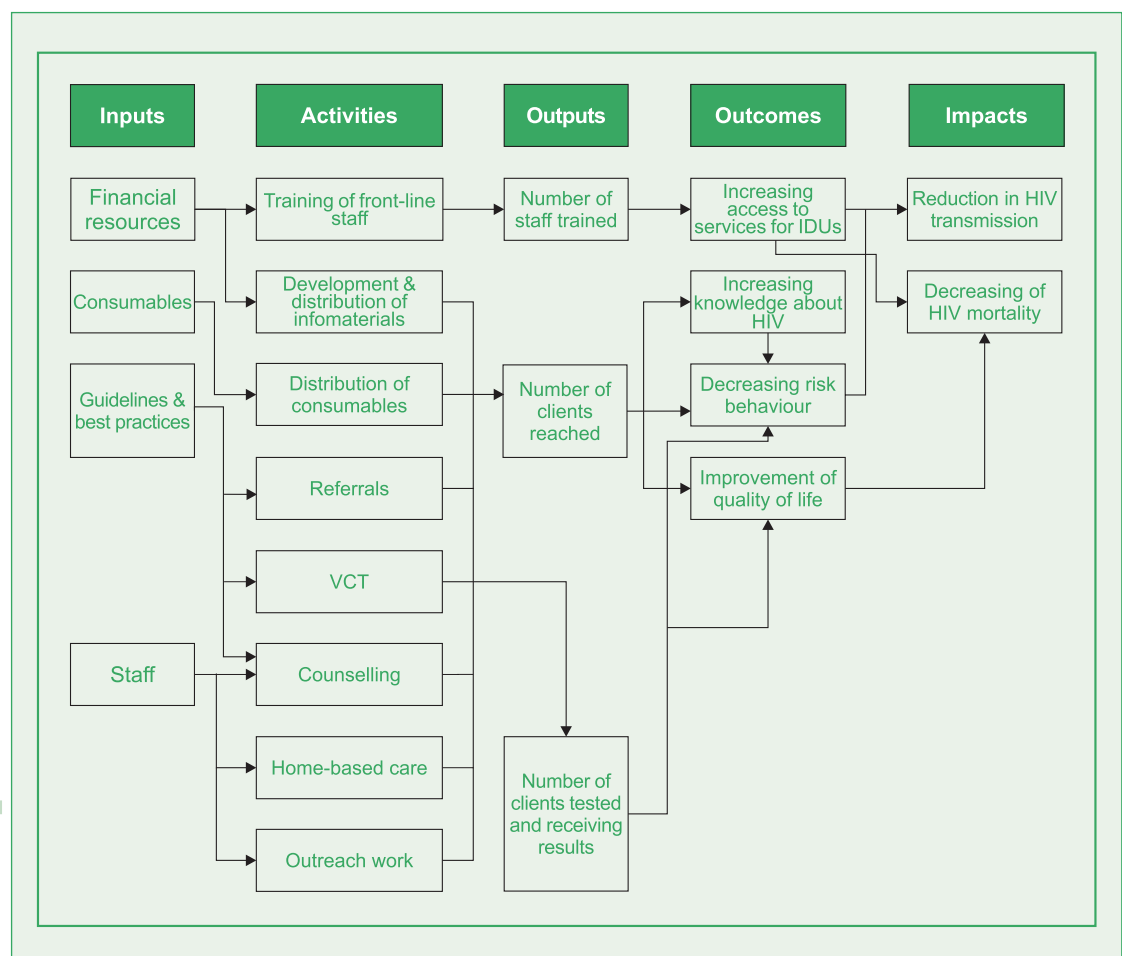 Inputs
Activities
Outputs
Outcomes
Impacts
Financial
resources
Training of front-line
staff
Number of
staff trained
Increasing
access to
services for IDUs
Reduction in HIV
transmission
Consumables
Development &
distribution of
infomaterials
Increasing
knowledge about
HIV
Decreasing of
HIV mortality
Guidelines &
best practices
Distribution of
consumables
Number of
clients
reached
Decreasing risk
behaviour
Referrals
Improvement of
quality of life
VCT
Staff
Counselling
Home-based care
Number of
clients tested
and receiving
results
Outreach work